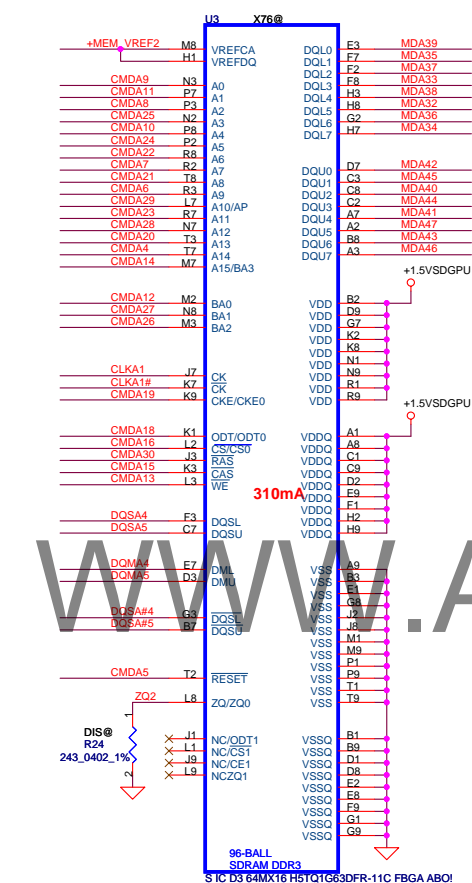 U3 X76@
+MEM_VREF2 M8 VREFCA DQL0 E3 MDA39
H1 VREFDQ DQL1 F7 MDA35
DQL2 F2 MDA37
CMDA9 N3 A0 DQL3 F8 MDA33
CMDA11 P7 A1 DQL4 H3 MDA38
CMDA8 P3 A2 DQL5 H8 MDA32
CMDA25 N2 A3 DQL6 G2 MDA36
CMDA10 P8 A4 DQL7 H7 MDA34
CMDA24 P2 A5
CMDA22 R8 A6
CMDA7 R2 A7 DQU0 D7 MDA42
CMDA21 T8 A8 DQU1 C3 MDA45
CMDA6 R3 A9 DQU2 C8 MDA40
CMDA29 L7 A10/AP DQU3 C2 MDA44
CMDA23 R7 A11 DQU4 A7 MDA41
CMDA28 N7 A12 DQU5 A2 MDA47
CMDA20 T3 A13 DQU6 B8 MDA43
CMDA4 T7 A14 DQU7 A3 MDA46
CMDA14 M7 A15/BA3
+1.5VSDGPU
CMDA12 M2 BA0 VDD B2
CMDA27 N8 BA1 VDD D9
CMDA26 M3 BA2 VDD G7
VDD K2
VDD K8
VDD N1
CLKA1 J7 CK VDD N9
CLKA1# K7 CK VDD R1
CMDA19 K9 CKE/CKE0 VDD R9
+1.5VSDGPU
CMDA18 K1 ODT/ODT0 VDDQ A1
CMDA16 L2 CS/CS0 VDDQ A8
CMDA30 J3 RAS VDDQ C1
CMDA15 K3 CAS VDDQ C9
CMDA13 L3 WE VDDQ D2
310mA VDDQ E9
VDDQ F1
DQSA4 F3 DQSL VDDQ H2
DQSA5 C7 DQSU VDDQ H9
WWW.A
DQMA4 E7 DML VSS A9
DQMA5 D3 DMU VSS B3
VSS E1
VSS G8
DQSA#4 G3 DQSL VSS J2
DQSA#5 B7 DQSU VSS J8
VSS M1
VSS M9
VSS P1
CMDA5 T2 RESET VSS P9
VSS T1
ZQ2 L8 ZQ/ZQ0 VSS T9
1
DIS@
R24
243_0402_1%
2
J1 NC/ODT1 VSSQ B1
L1 NC/CS1 VSSQ B9
J9 NC/CE1 VSSQ D1
L9 NCZQ1 VSSQ D8
VSSQ E2
VSSQ E8
VSSQ F9
VSSQ G1
VSSQ G9
96-BALL
SDRAM DDR3
S IC D3 64MX16 H5TQ1G63DFR-11C FBGA ABO!